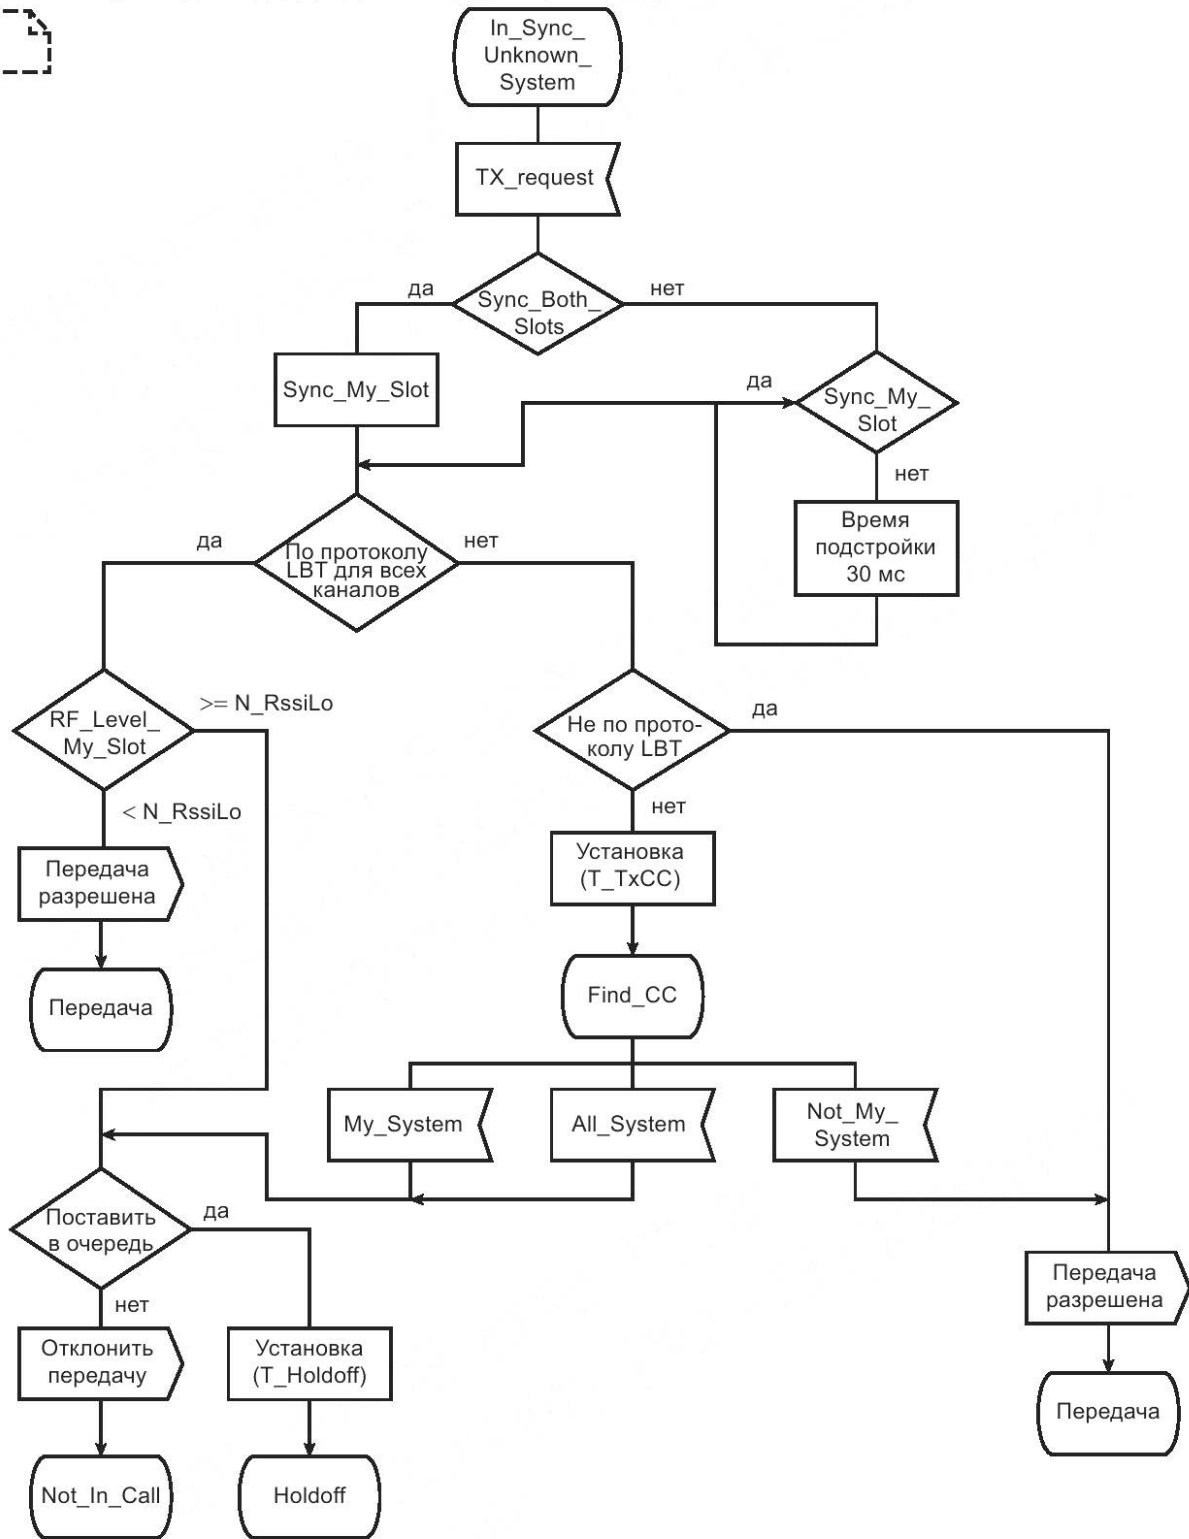 In_Sync_
Unknown_
System
TX_request
да
нет
Sync_Both_
Slots
Sync_My_Slot
да
Sync_My_
Slot
нет
Время
подстройки
30 мс
да
нет
По протоколу
LBT для всех
каналов
RF_Level_
My_Slot
>= N_RssiLo
< N_RssiLo
Не по прото-
колу LBT
да
нет
Передача
разрешена
Установка
(T_TxCC)
Передача
Find_CC
My_System
All_System
Not_My_
System
Поставить
в очередь
да
нет
Передача
разрешена
Отклонить
передачу
Установка
(T_Holdoff)
Передача
Not_In_Call
Holdoff